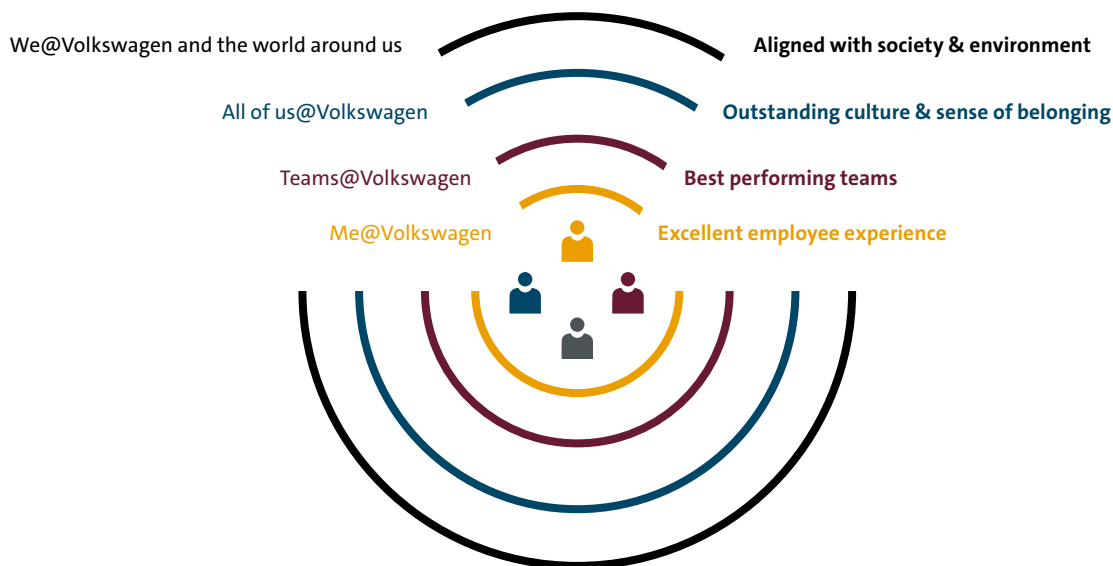 We@Volkswagen and the world around us
Aligned with society & environment
All of us@Volkswagen
Outstanding culture & sense of belonging
Teams@Volkswagen
Best performing teams
Me@Volkswagen
Excellent employee experience